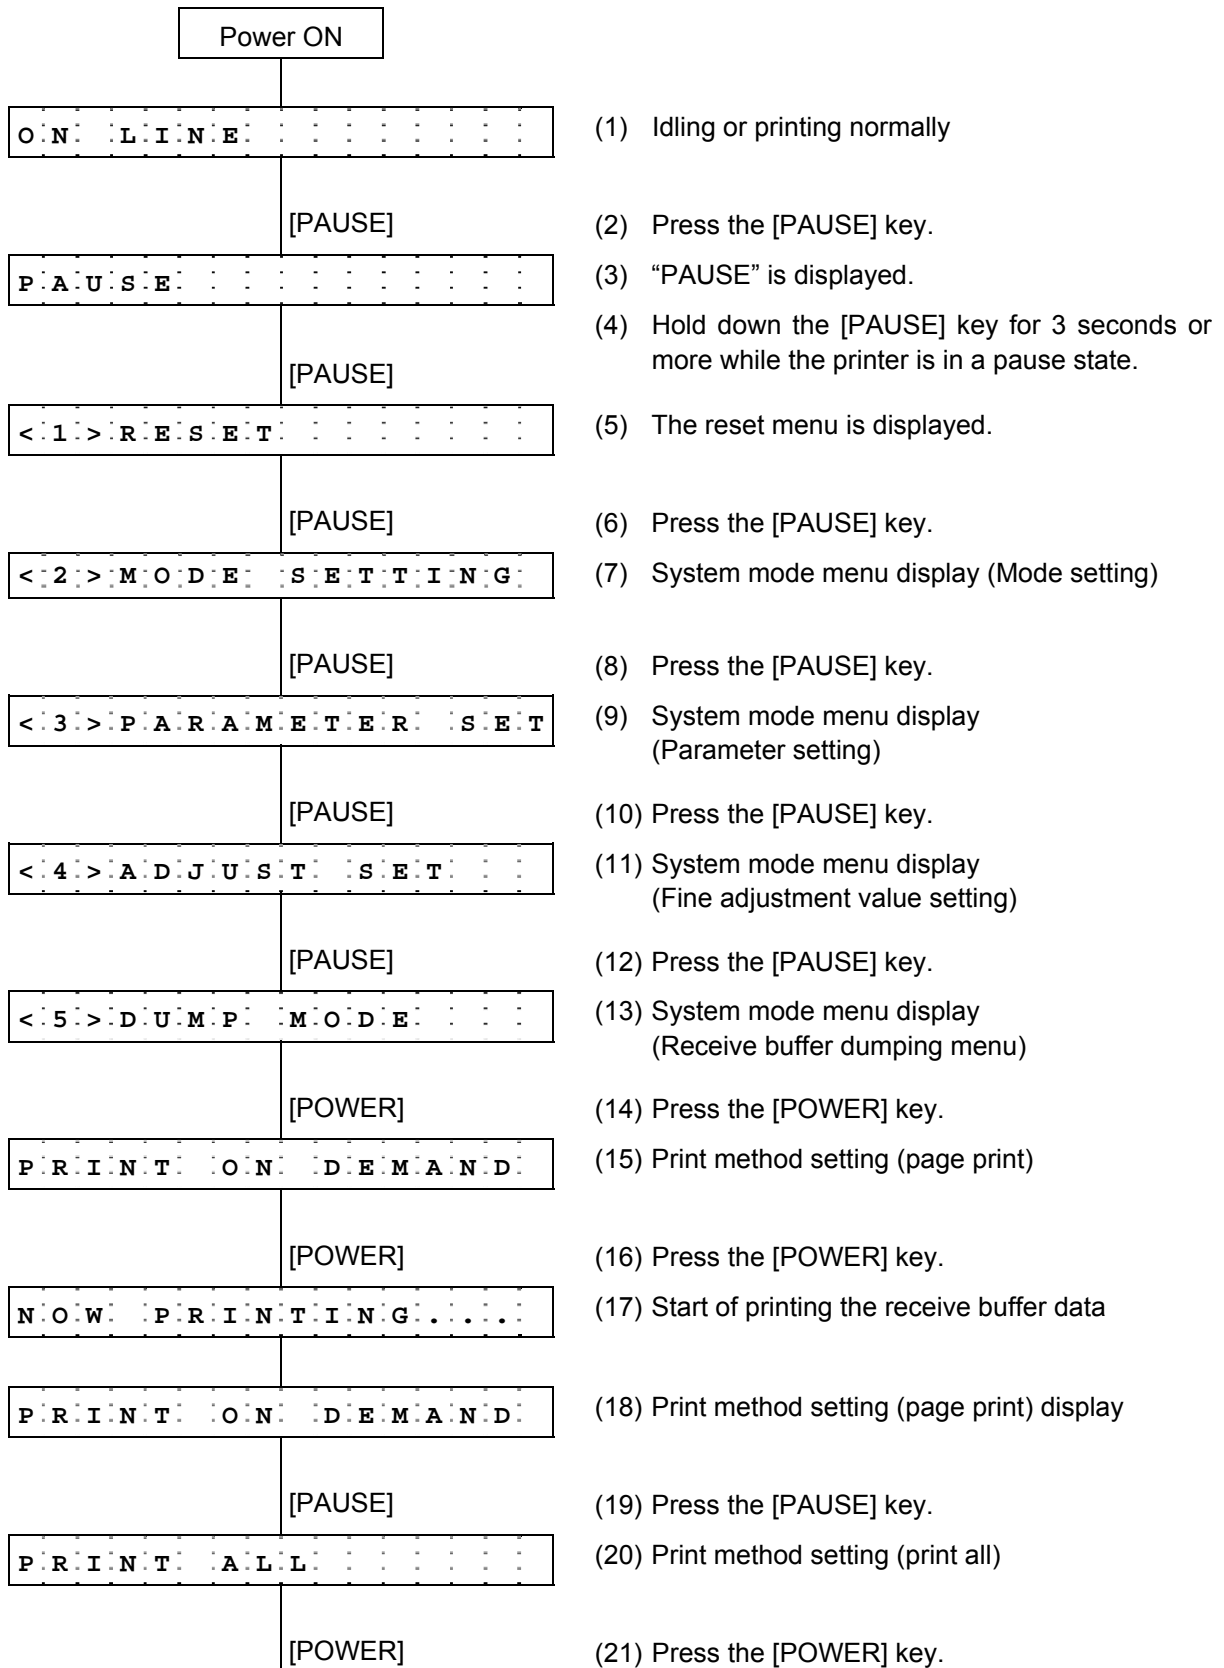 Power ON
ON LINE
(1) Idling or printing normally
[PAUSE]
(2) Press the [PAUSE] key.
PAUSE
(3) “PAUSE” is displayed.
(4) Hold down the [PAUSE] key for 3 seconds or
more while the printer is in a pause state.
[PAUSE]
<1>RESET
(5) The reset menu is displayed.
[PAUSE]
(6) Press the [PAUSE] key.
<2>MODE SETTING
(7) System mode menu display (Mode setting)
[PAUSE]
(8) Press the [PAUSE] key.
<3>PARAMETER SET
(9) System mode menu display
(Parameter setting)
[PAUSE]
(10) Press the [PAUSE] key.
<4>ADJUST SET
(11) System mode menu display
(Fine adjustment value setting)
[PAUSE]
(12) Press the [PAUSE] key.
<5>DUMP MODE
(13) System mode menu display
(Receive buffer dumping menu)
[POWER]
(14) Press the [POWER] key.
PRINT ON DEMAND
(15) Print method setting (page print)
[POWER]
(16) Press the [POWER] key.
NOW PRINTING...
(17) Start of printing the receive buffer data
PRINT ON DEMAND
(18) Print method setting (page print) display
[PAUSE]
(19) Press the [PAUSE] key.
PRINT ALL
(20) Print method setting (print all)
[POWER]
(21) Press the [POWER] key.